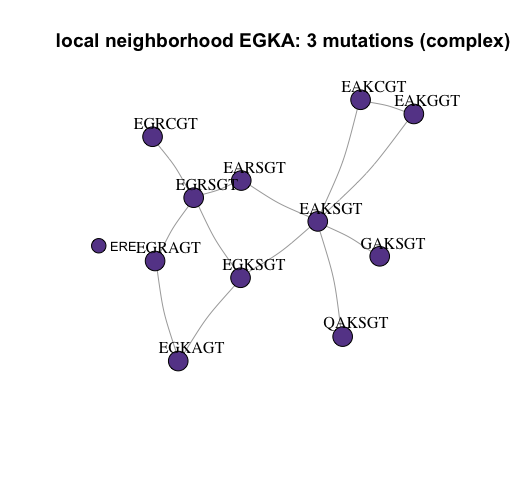 local neighborhood EGKA: 3 mutations (complex)
EAKCGT
EAKGGT
EGRCGT
EARSGT
EGRSGT
EAKSGT
ERE
EGRAGT
GAKSGT
EGKSGT
QAKSGT
EGKAGT